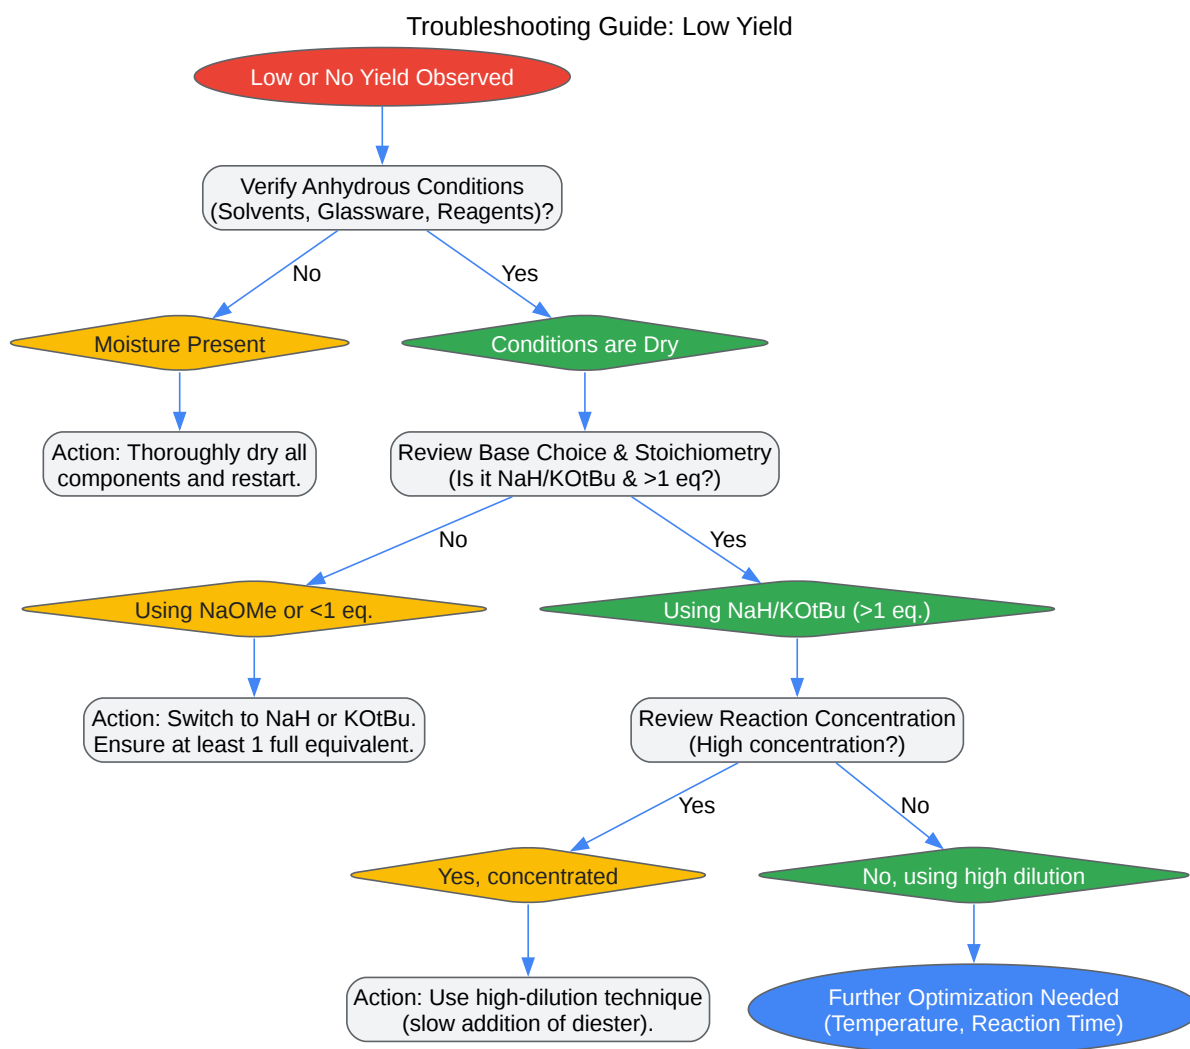 Troubleshooting Guide: Low Yield
Low or No Yield Observed
Verify Anhydrous Conditions
(Solvents, Glassware, Reagents)?
No
Yes
Moisture Present
Conditions are Dry
Action: Thoroughly dry all
components and restart.
Review Base Choice & Stoichiometry
(Is it NaH/KOtBu & >1 eq?)
No
Yes
Using NaOMe or <1 eq.
Using NaH/KOtBu (>1 eq.)
Action: Switch to NaH or KOtBu.
Ensure at least 1 full equivalent.
Review Reaction Concentration
(High concentration?)
Yes
No
Yes, concentrated
No, using high dilution
Action: Use high-dilution technique
(slow addition of diester).
Further Optimization Needed
(Temperature, Reaction Time)